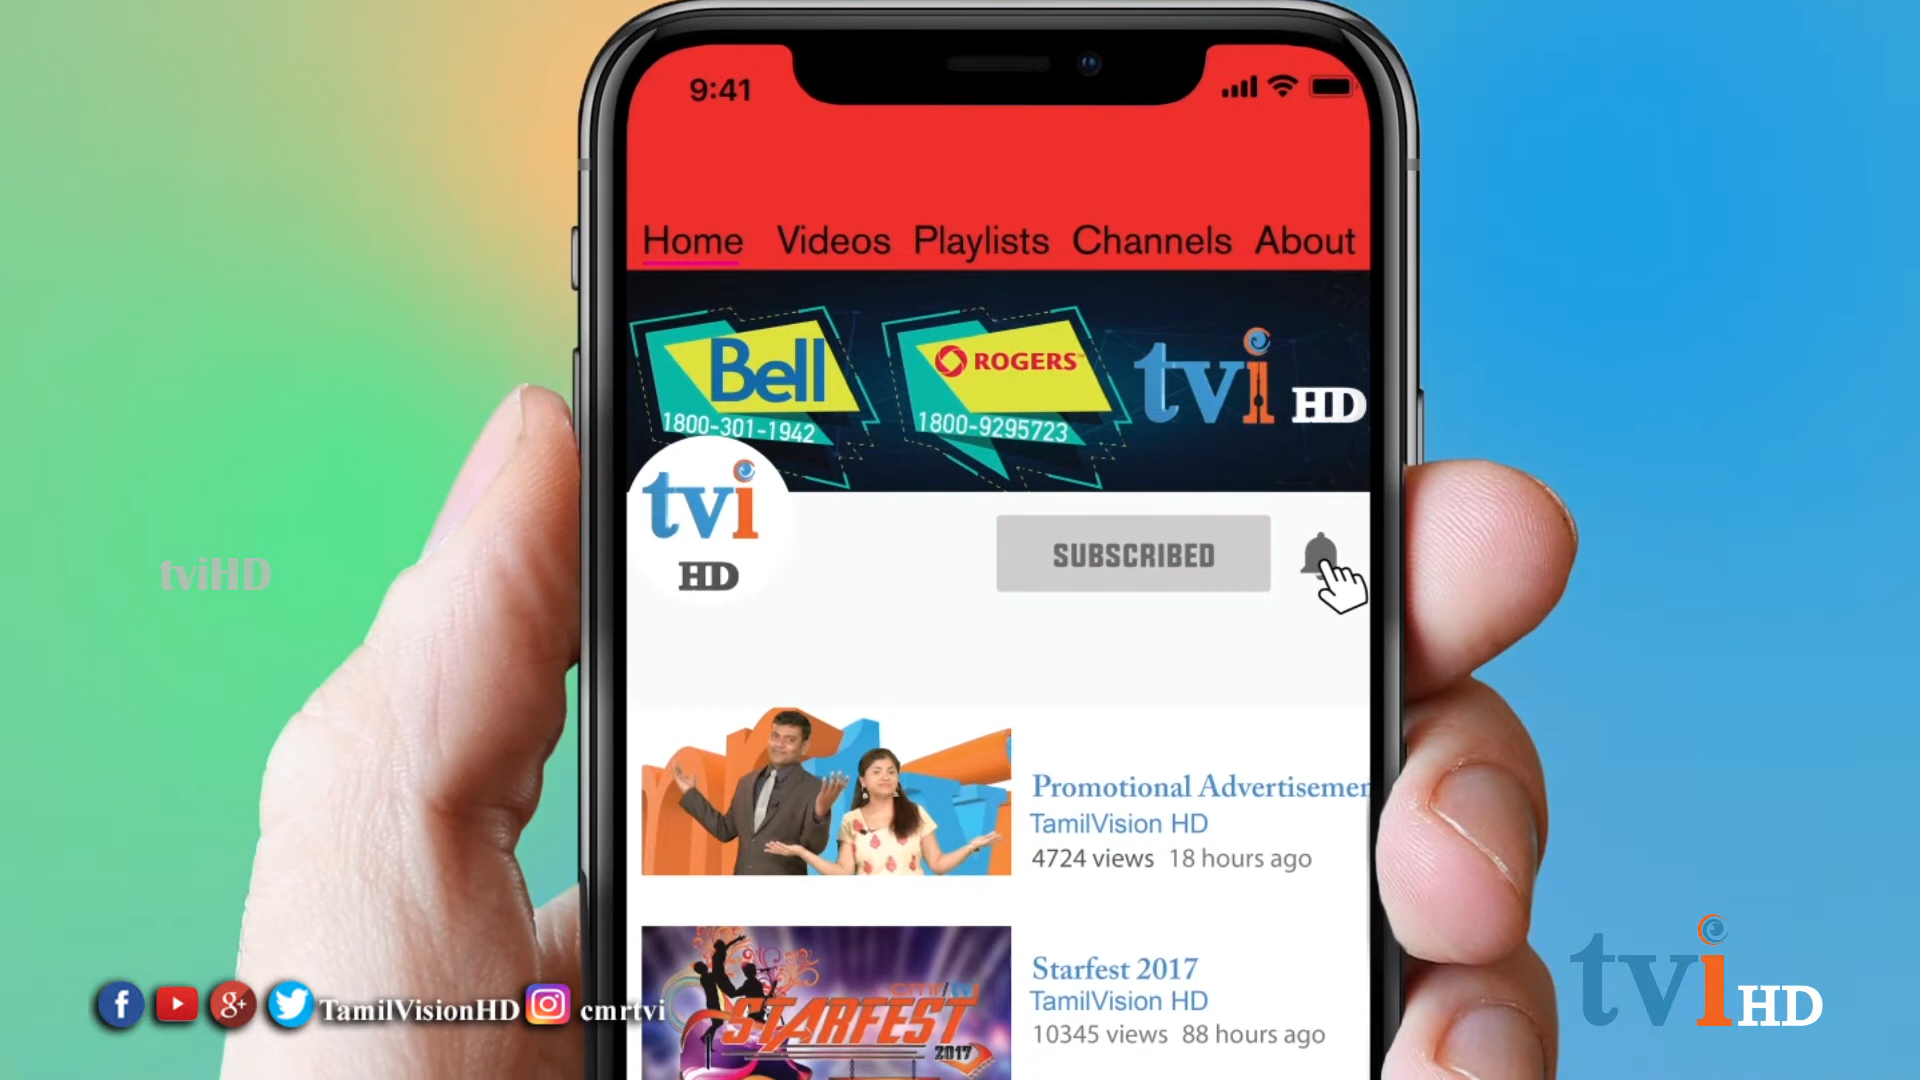 9:41
Home Videos Playlists Channels About
Bell
1800-301-1942
ROGERS
1800-9295723
tvi HD
tvi
HD
SUBSCRIBED
tviHD
Promotional Advertisemen
TamilVision HD
4724 views 18 hours ago
Starfest 2017
TamilVision HD
10345 views 88 hours ago
cmr/tvi
STARFEST
2017
TamilVisionHD cmrtvi
tvi HD